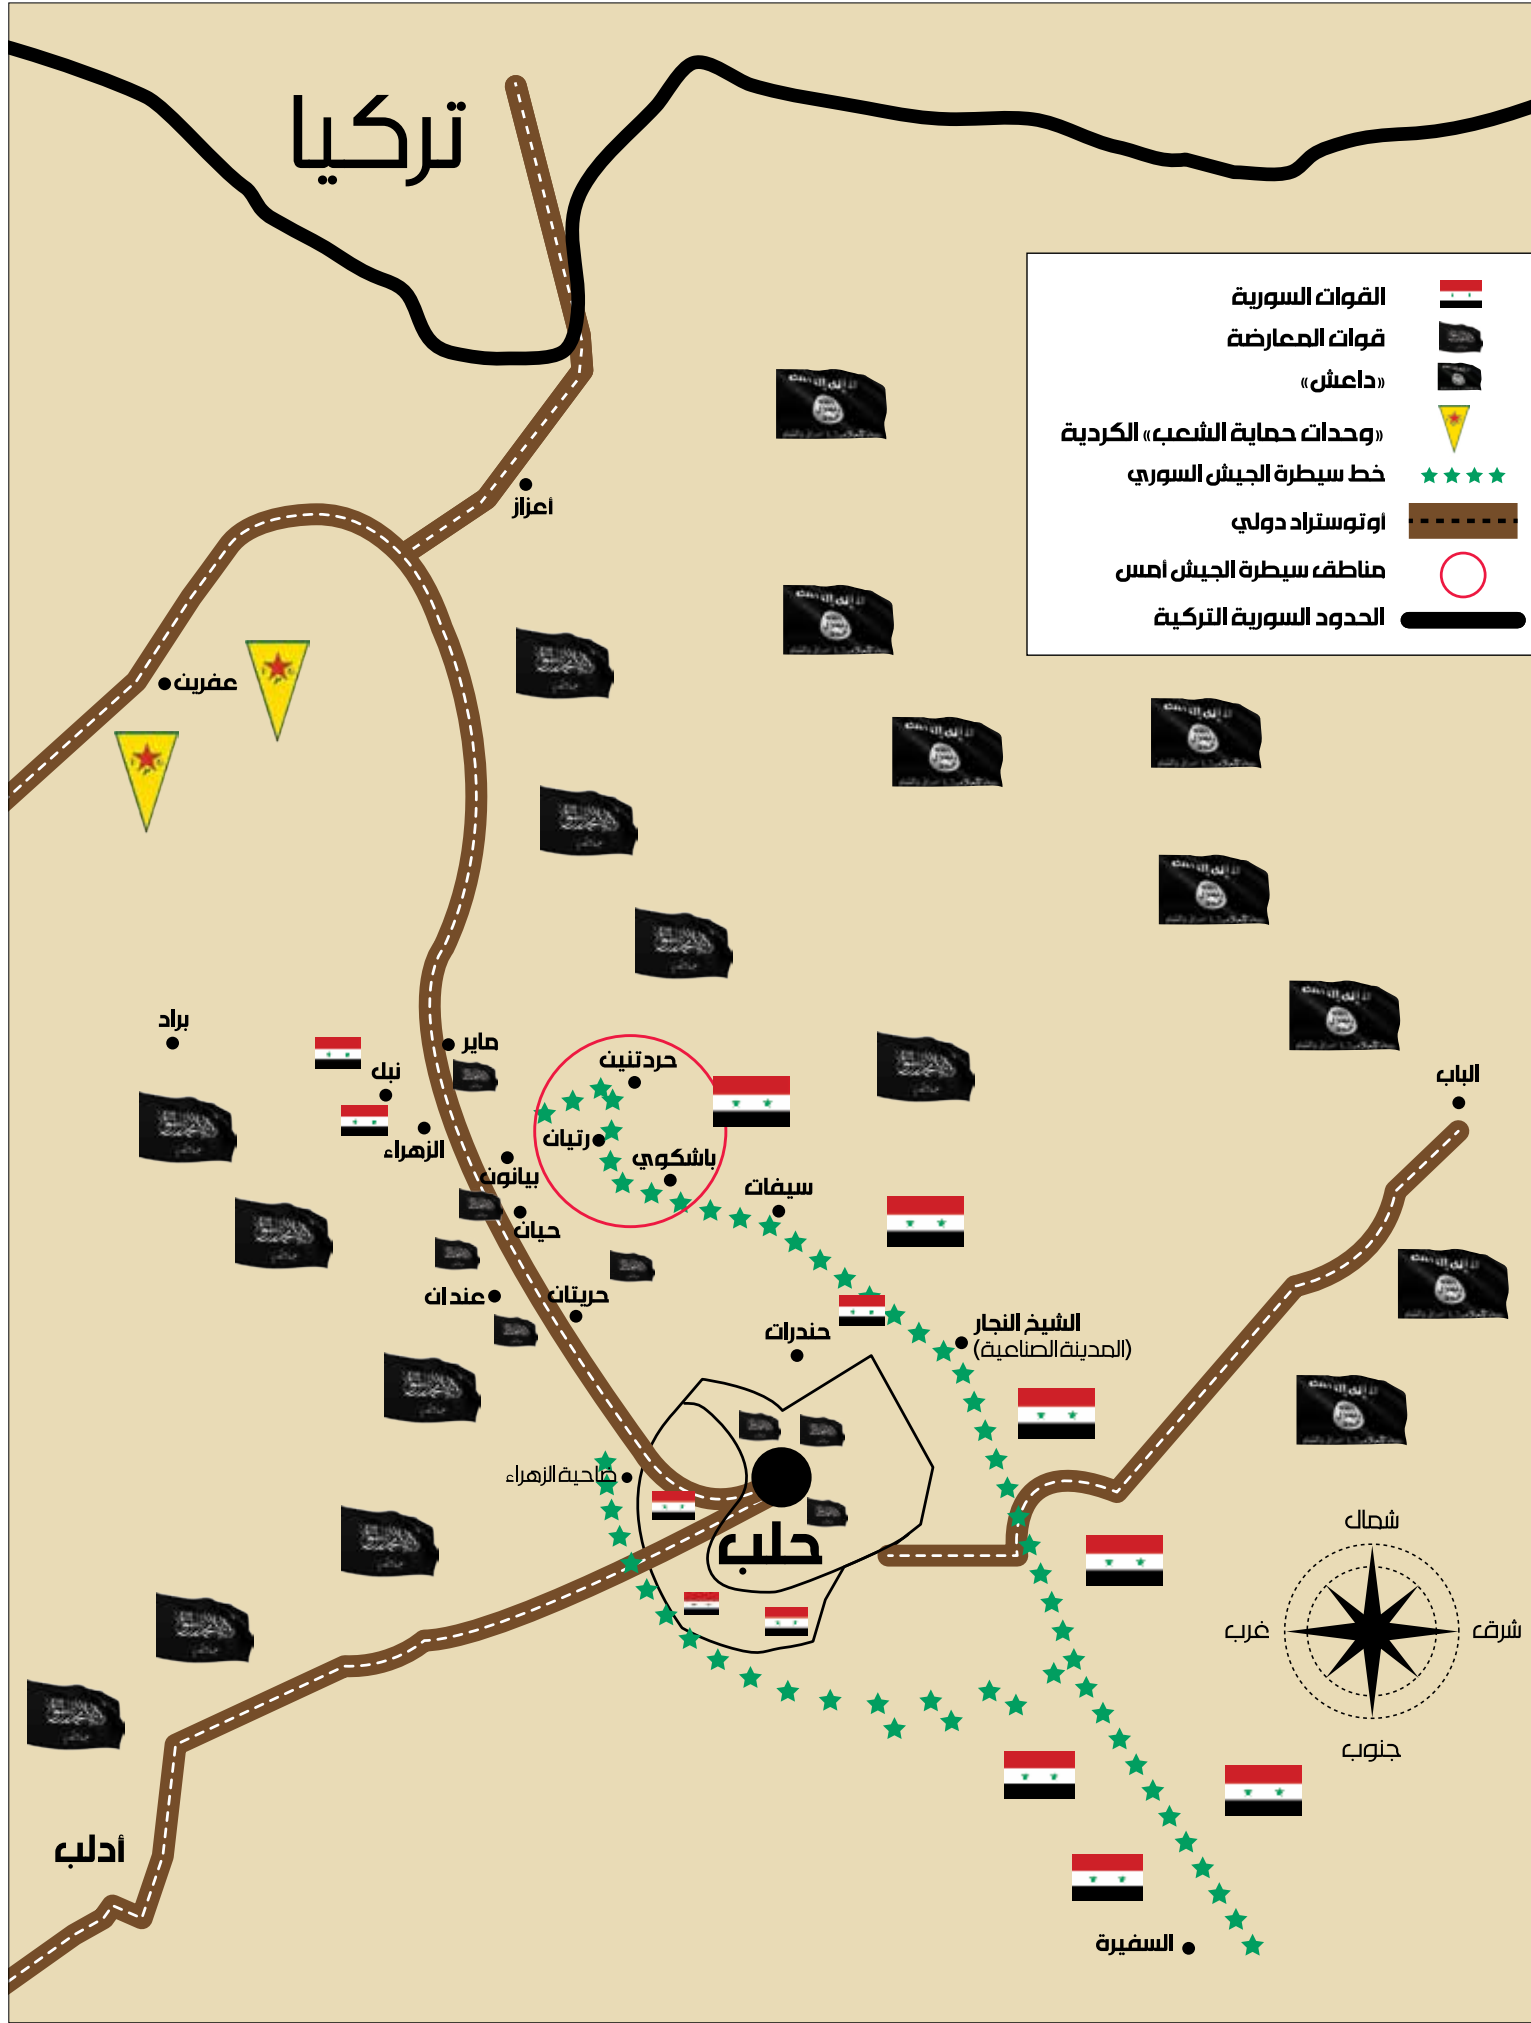 تركيا
القوات السورية
قوات المعارضة
«داعش»
«وحدات حماية الشعب» الكردية
خط سيطرة الجيش السوري
أوتوستراد دولي
مناطق سيطرة الجيش أمس
الحدود السورية التركية
أعزاز
عفرين
براد
ماير
نبل
الزهراء
حردتنين
رتيان
باشكوي
بيانون
حيان
سيفات
الباب
عندان
حريتان
حندرات
الشيخ النجار
(المدينة الصناعية)
ضاحية الزهراء
حلب
شمال
شرق
غرب
جنوب
أدلب
السفيرة